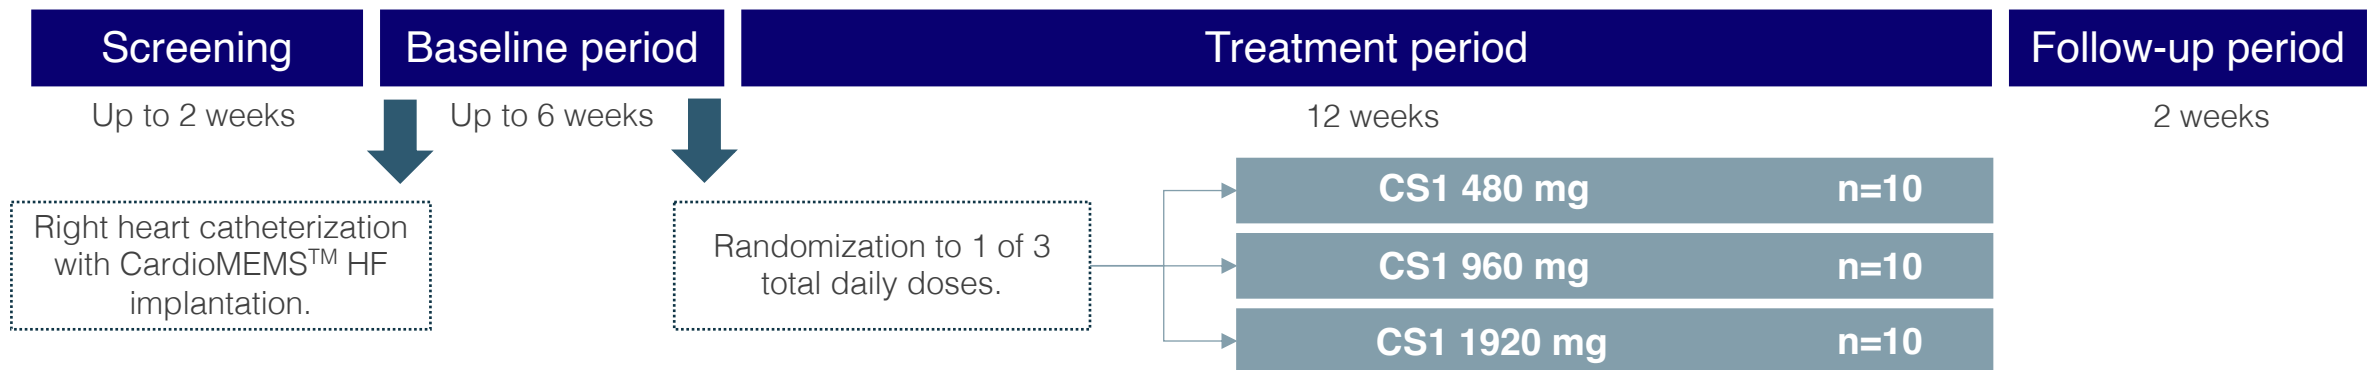 Screening
Baseline period
Treatment period
Follow-up period
Up to 2 weeks
Up to 6 weeks
12 weeks
2 weeks
Right heart catheterization
with CardioMEMS™ HF
implantation.
Randomization to 1 of 3
total daily doses.
CS1 480 mg n=10
CS1 960 mg n=10
CS1 1920 mg n=10